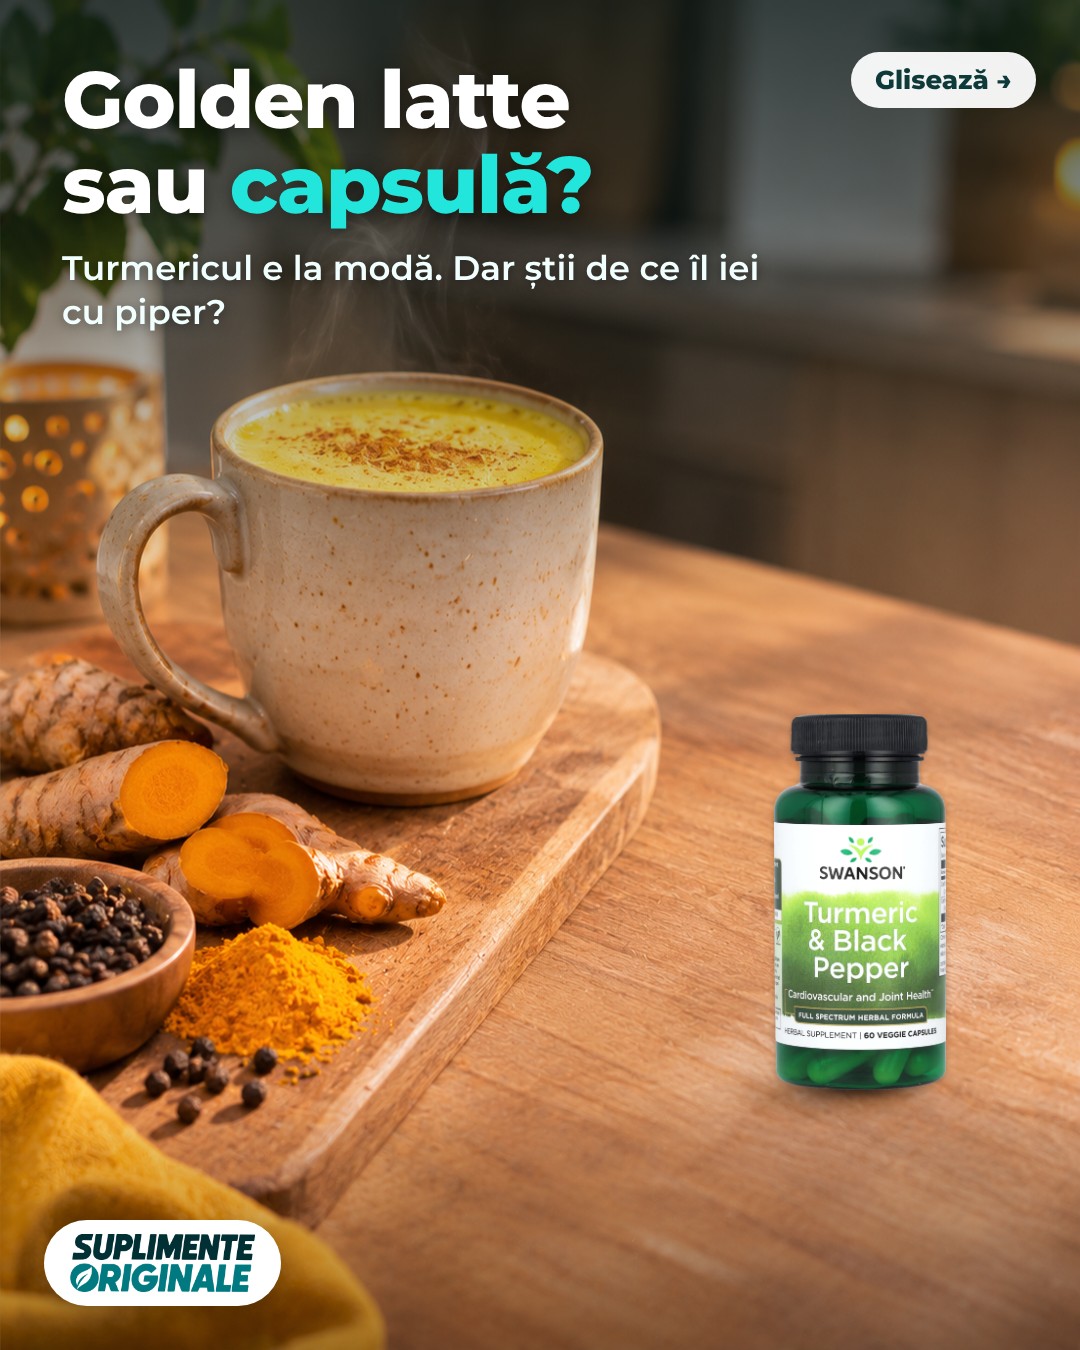 Golden latte
sau capsulă?
Glisează →
Turmericul e la modă. Dar știi de ce îl iei
cu piper?
SWANSON
Turmeric
& Black
Pepper
Cardiovascular and Joint Health
FULL SPECTRUM HERBAL FORMULA
HERBAL SUPPLEMENT | 60 VEGGIE CAPSULES
SUPLIMENTE
ORIGINALE